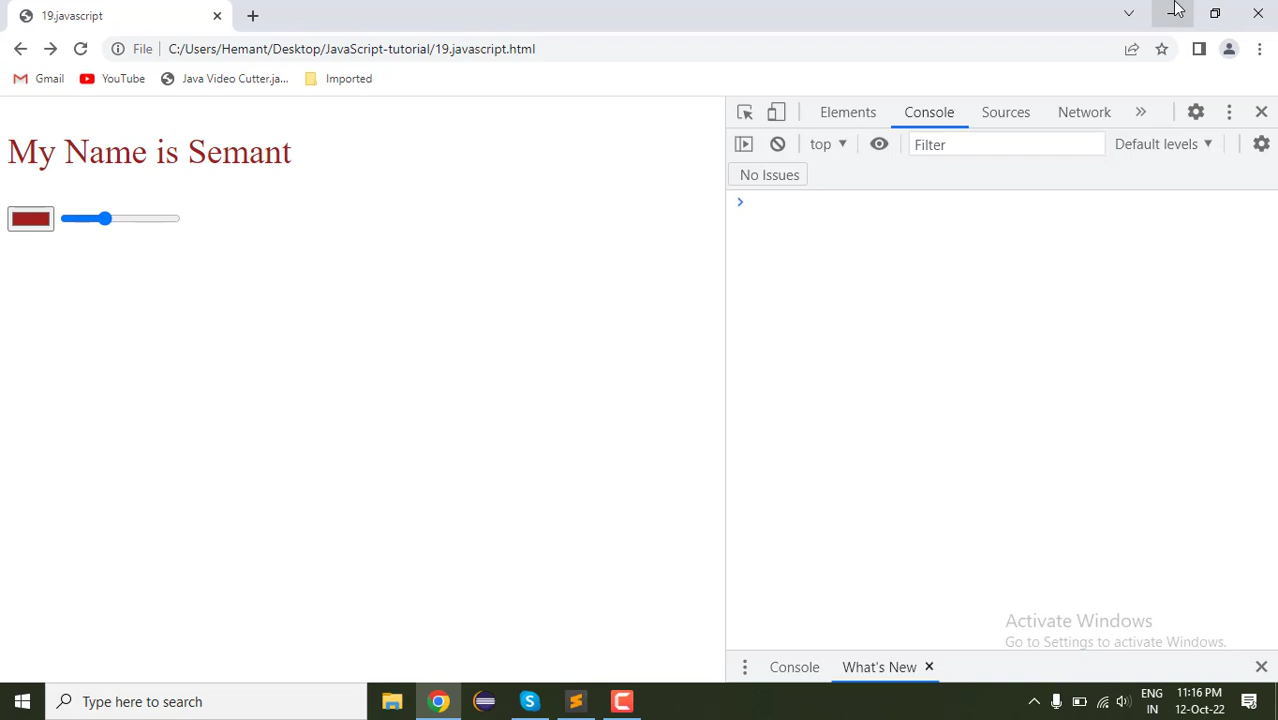 19.javascript
File
C:/Users/Hemant/Desktop/JavaScript-tutorial/19.javascript.html
Gmail
YouTube
Java Video Cutter.ja...
Imported
My Name is Semant
Elements
Console
Sources
Network
top
Filter
Default levels
No Issues
Activate Windows
Go to Settings to activate Windows.
Console
What's New
Type here to search
ENG
IN
11:16 PM
12-Oct-22